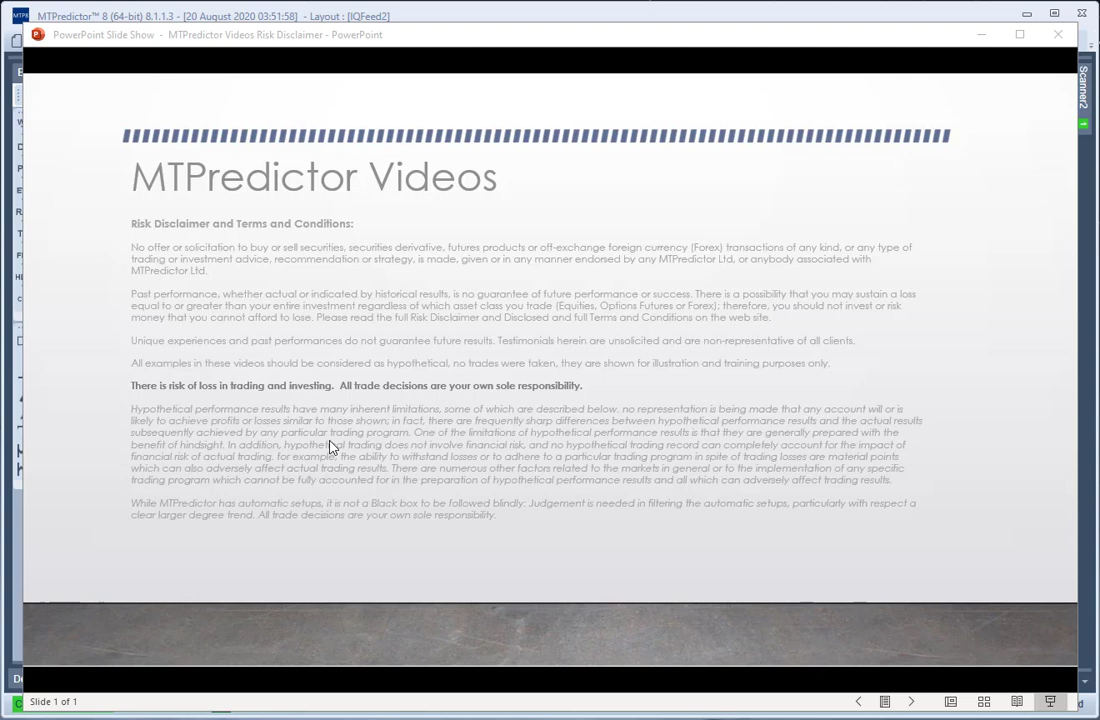 MTP8 MTPredictor™ 8 (64-bit) 8.1.1.3 - [20 August 2020 03:51:58] - Layout : [IQFeed2]
PowerPoint Slide Show - MTPredictor Videos Risk Disclaimer - PowerPoint
Scanner2
MTPredictor Videos
Risk Disclaimer and Terms and Conditions:
No offer or solicitation to buy or sell securities, securities derivative, futures products or off-exchange foreign currency (Forex) transactions of any kind, or any type of
trading or investment advice, recommendation or strategy, is made, given or in any manner endorsed by any MTPredictor Ltd, or anybody associated with
MTPredictor Ltd.
Past performance, whether actual or indicated by historical results, is no guarantee of future performance or success. There is a possibility that you may sustain a loss
equal to or greater than your entire investment regardless of which asset class you trade (Equities, Options Futures or Forex); therefore, you should not invest or risk
money that you cannot afford to lose. Please read the full Risk Disclaimer and Disclosed and full Terms and Conditions on the web site.
Unique experiences and past performances do not guarantee future results. Testimonials herein are unsolicited and are non-representative of all clients.
All examples in these videos should be considered as hypothetical, no trades were taken, they are shown for illustration and training purposes only.
There is risk of loss in trading and investing. All trade decisions are your own sole responsibility.
Hypothetical performance results have many inherent limitations, some of which are described below. no representation is being made that any account will or is
likely to achieve profits or losses similar to those shown; in fact, there are frequently sharp differences between hypothetical performance results and the actual results
subsequently achieved by any particular trading program. One of the limitations of hypothetical performance results is that they are generally prepared with the
benefit of hindsight. In addition, hypothetical trading does not involve financial risk, and no hypothetical trading record can completely account for the impact of
financial risk of actual trading. for example, the ability to withstand losses or to adhere to a particular trading program in spite of trading losses are material points
which can also adversely affect actual trading results. There are numerous other factors related to the markets in general or to the implementation of any specific
trading program which cannot be fully accounted for in the preparation of hypothetical performance results and all which can adversely affect trading results.
While MTPredictor has automatic setups, it is not a Black box to be followed blindly: Judgement is needed in filtering the automatic setups, particularly with respect a
clear larger degree trend. All trade decisions are your own sole responsibility.
Slide 1 of 1